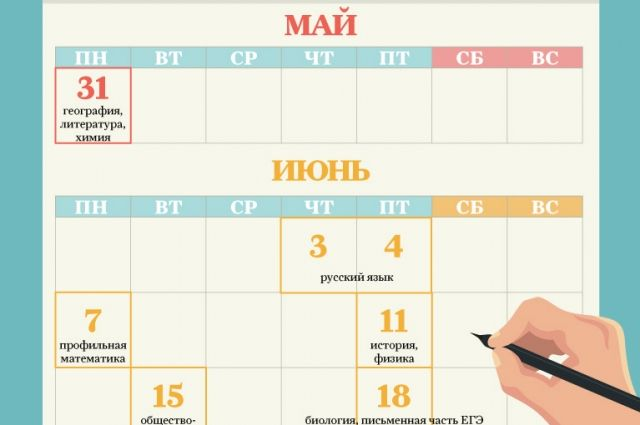 МАЙ
ПН ВТ СР ЧТ ПТ СБ ВС
31
география,
литература,
химия
ИЮНЬ
ПН ВТ СР ЧТ ПТ СБ ВС
3 4
русский язык
7 11
профильная история,
математика физика
15 18
общество- биология, письменная часть ЕГЭ